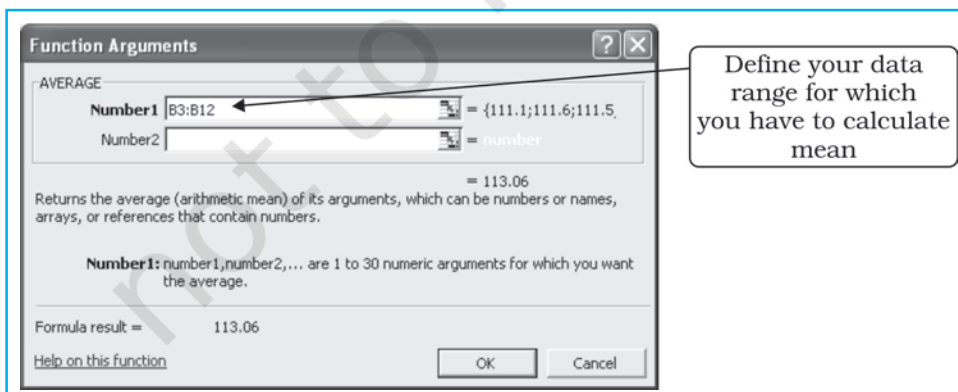 Function Arguments
AVERAGE
Number1 B3:B12 = {111.1;111.6;111.5
Number2 = number
= 113.06
Returns the average (arithmetic mean) of its arguments, which can be numbers or names,
arrays, or references that contain numbers.
Number1: number1,number2,... are 1 to 30 numeric arguments for which you want
the average.
Formula result = 113.06
Help on this function
OK Cancel
Define your data
range for which
you have to calculate
mean
not to